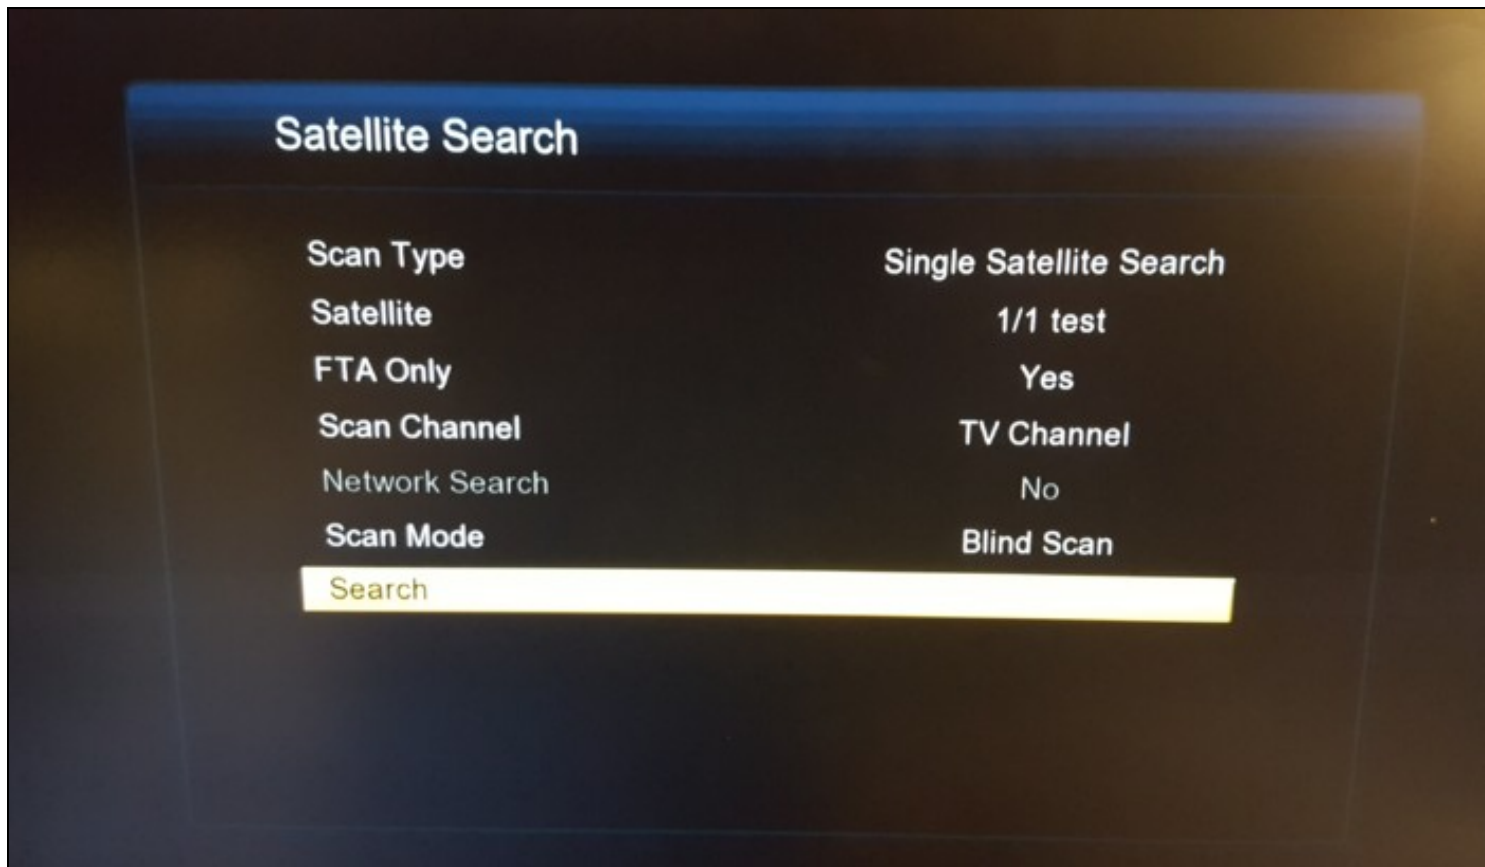 Satellite Search
Scan Type Single Satellite Search
Satellite 1/1 test
FTA Only Yes
Scan Channel TV Channel
Network Search No
Scan Mode Blind Scan
Search